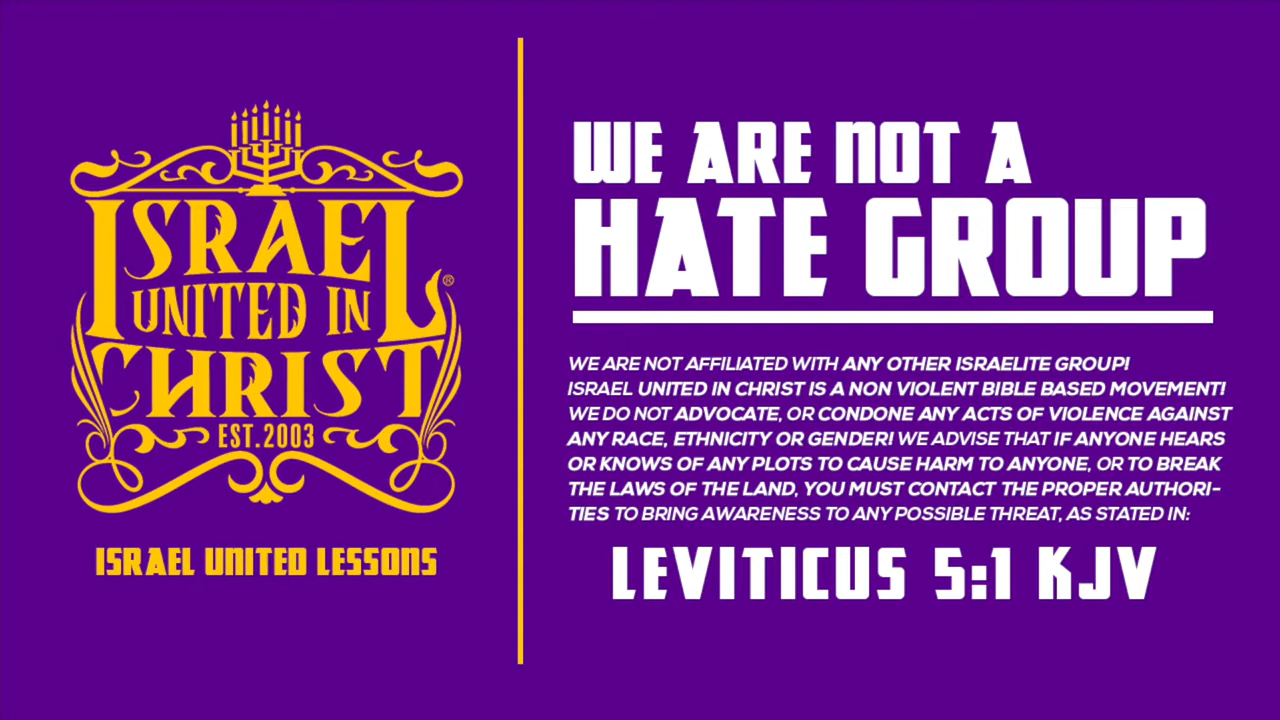 ISRAEL
UNITED IN
CHRIST
®
EST.2003
ISRAEL UNITED LESSONS
WE ARE NOT A
HATE GROUP
WE ARE NOT AFFILIATED WITH ANY OTHER ISRAELITE GROUP!
ISRAEL UNITED IN CHRIST IS A NON VIOLENT BIBLE BASED MOVEMENT!
WE DO NOT ADVOCATE, OR CONDONE ANY ACTS OF VIOLENCE AGAINST
ANY RACE, ETHNICITY OR GENDER! WE ADVISE THAT IF ANYONE HEARS
OR KNOWS OF ANY PLOTS TO CAUSE HARM TO ANYONE, OR TO BREAK
THE LAWS OF THE LAND, YOU MUST CONTACT THE PROPER AUTHORI-
TIES TO BRING AWARENESS TO ANY POSSIBLE THREAT, AS STATED IN:
LEVITICUS 5:1 KJV